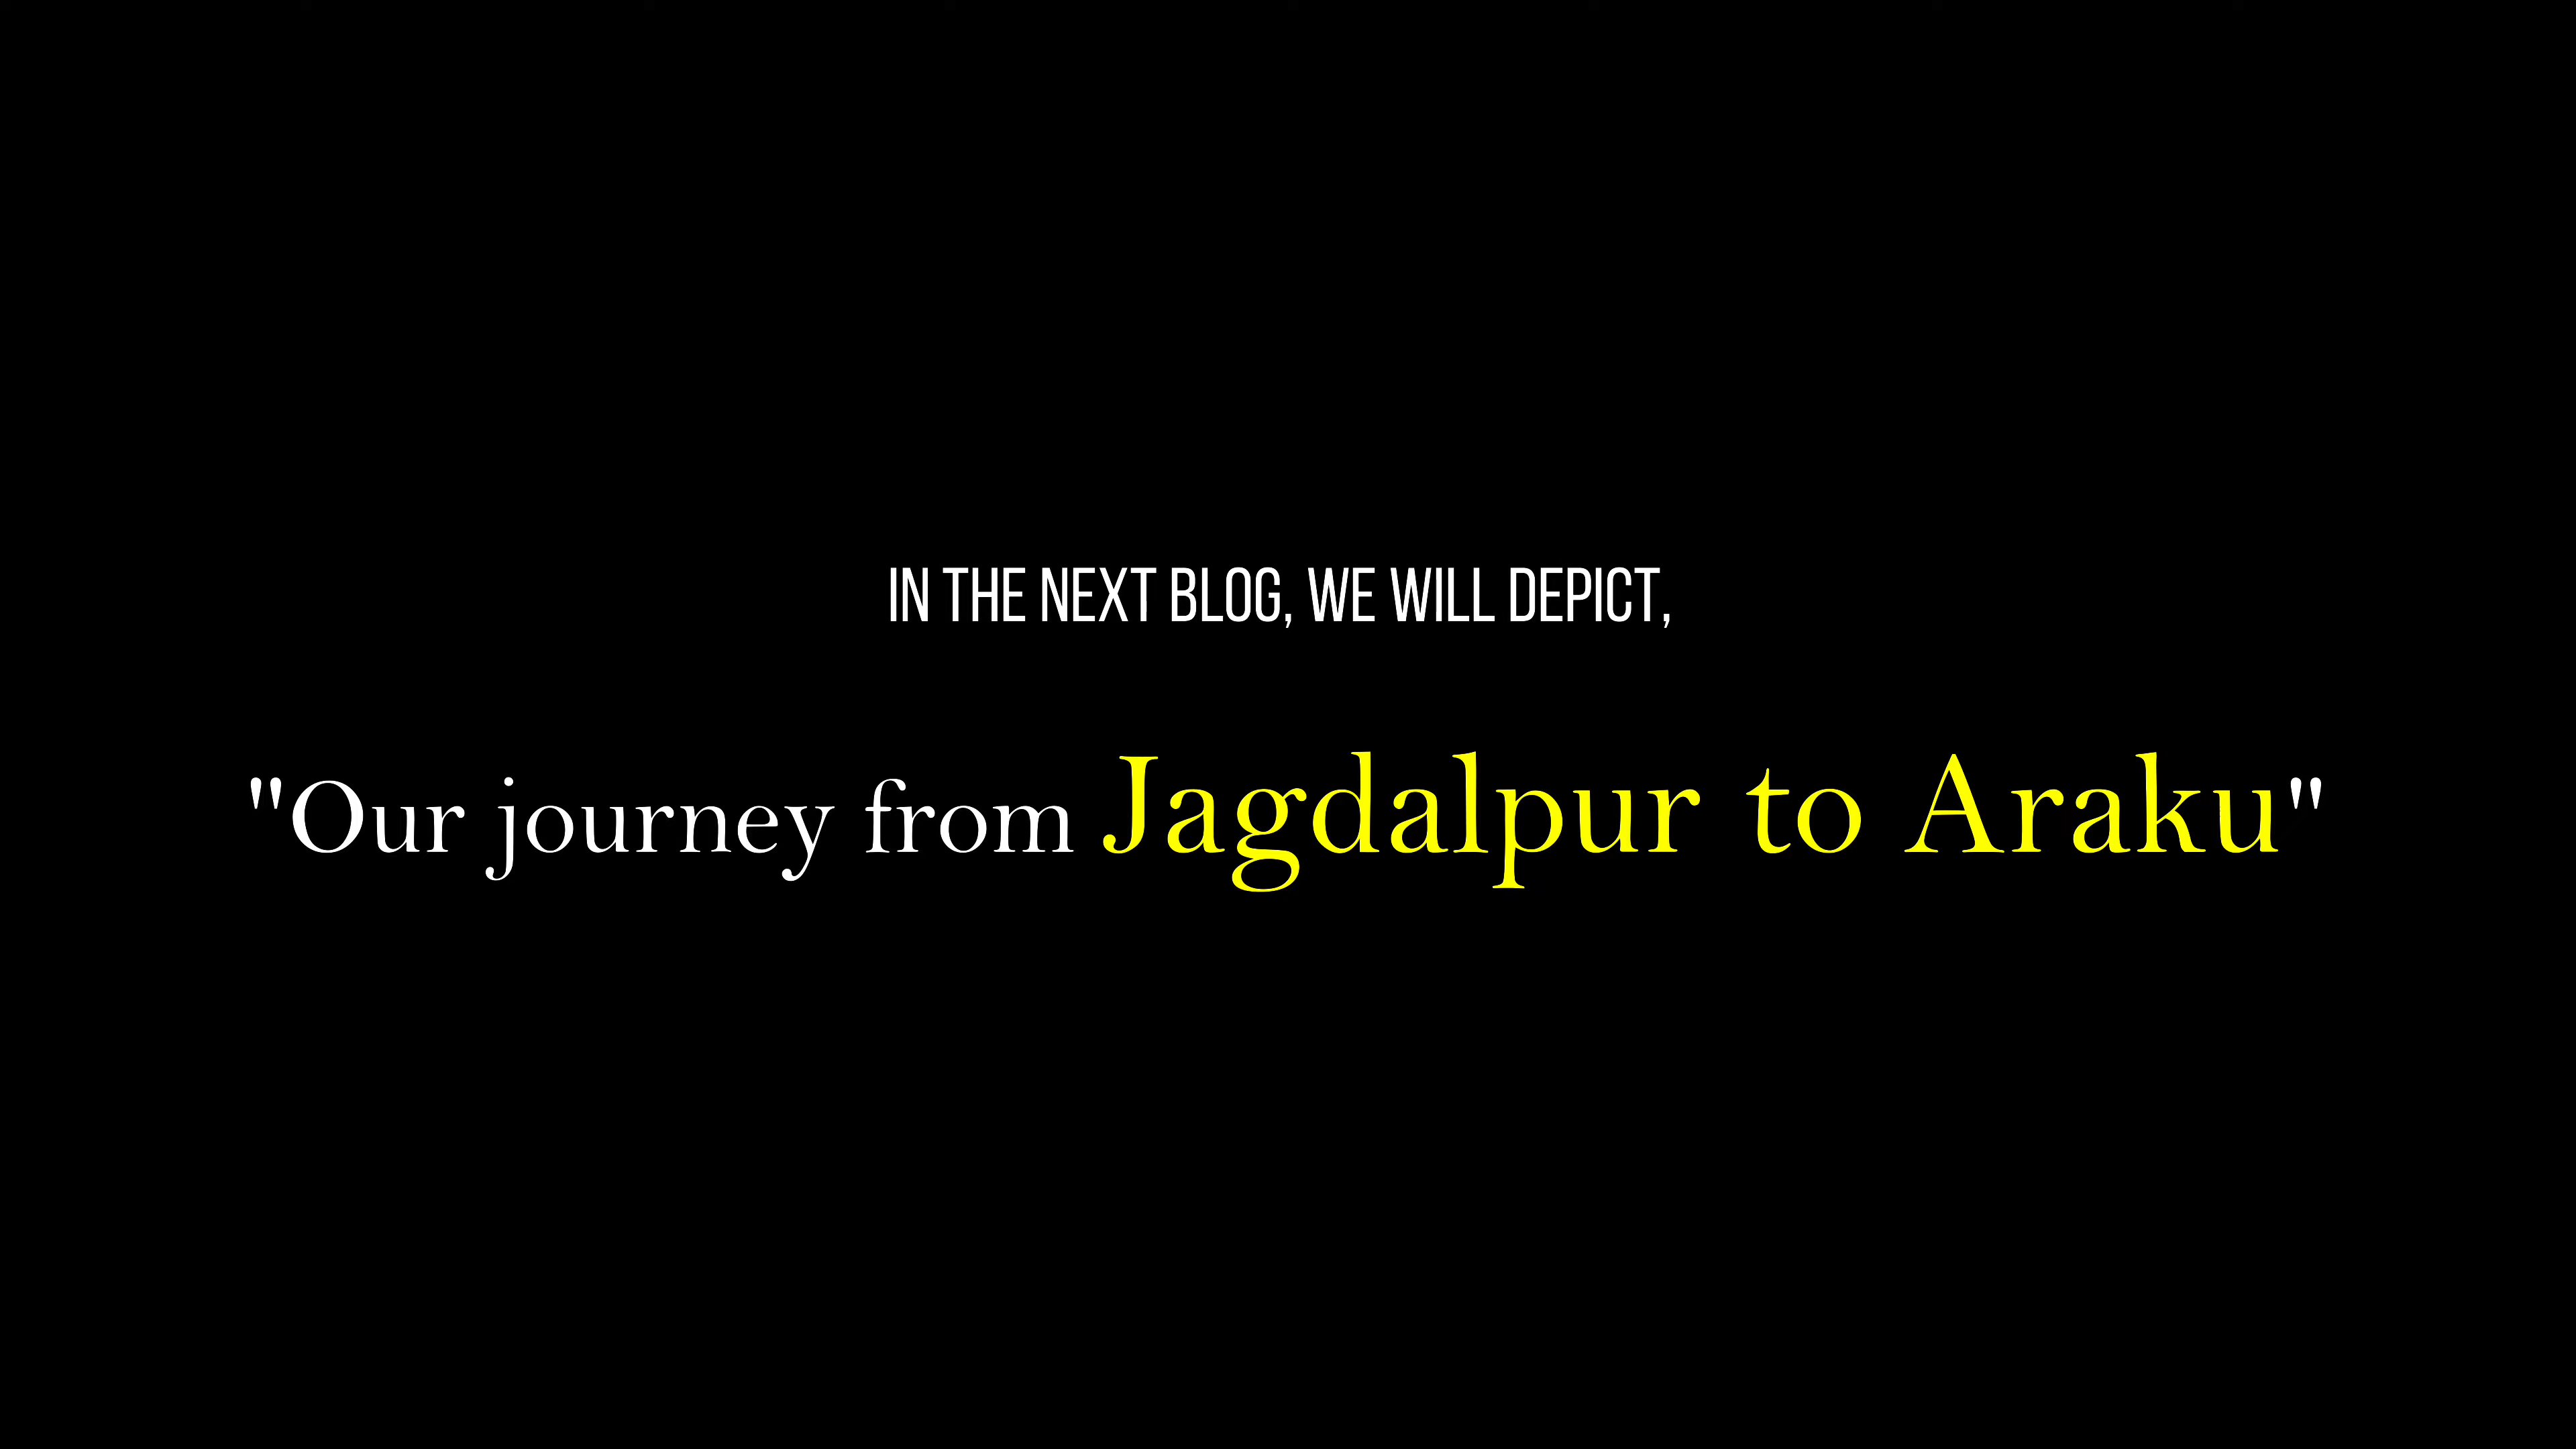 IN THE NEXT BLOG, WE WILL DEPICT,
"Our journey from Jagdalpur to Araku"